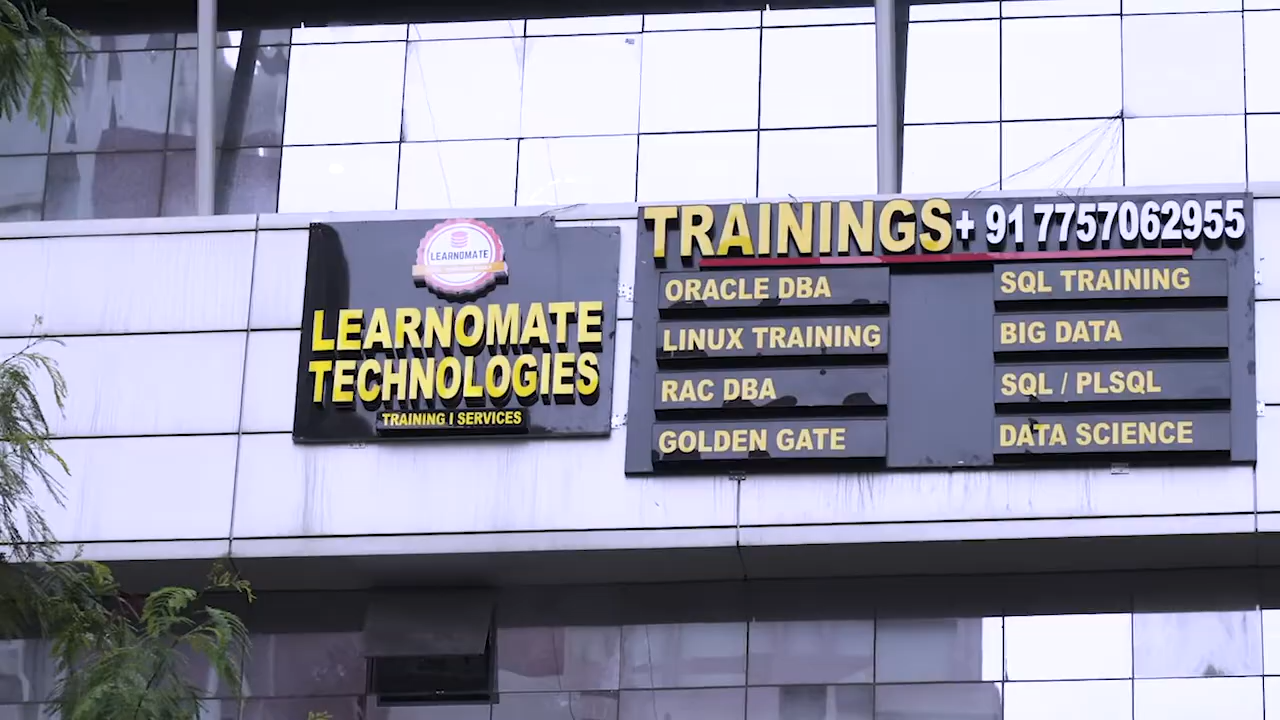 LEARNOMATE
LEARNOMATE
TECHNOLOGIES
TRAINING I SERVICES
TRAININGS + 91 7757062955
ORACLE DBA
LINUX TRAINING
RAC DBA
GOLDEN GATE
SQL TRAINING
BIG DATA
SQL / PLSQL
DATA SCIENCE